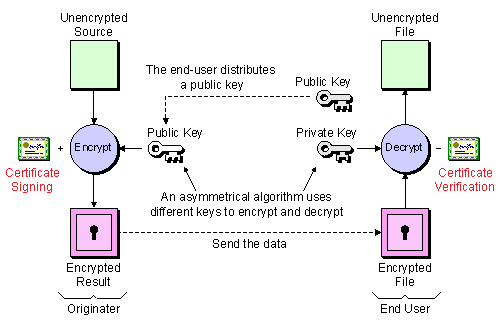 Unencrypted
Source
Unencrypted
File
The end-user distributes
a public key
Public Key
Public Key
Private Key
Encrypt
Decrypt
+
–
Certificate
Signing
Certificate
Verification
An asymmetrical algorithm uses
different keys to encrypt and decrypt
Send the data
Encrypted
Result
Encrypted
File
Originater
End User